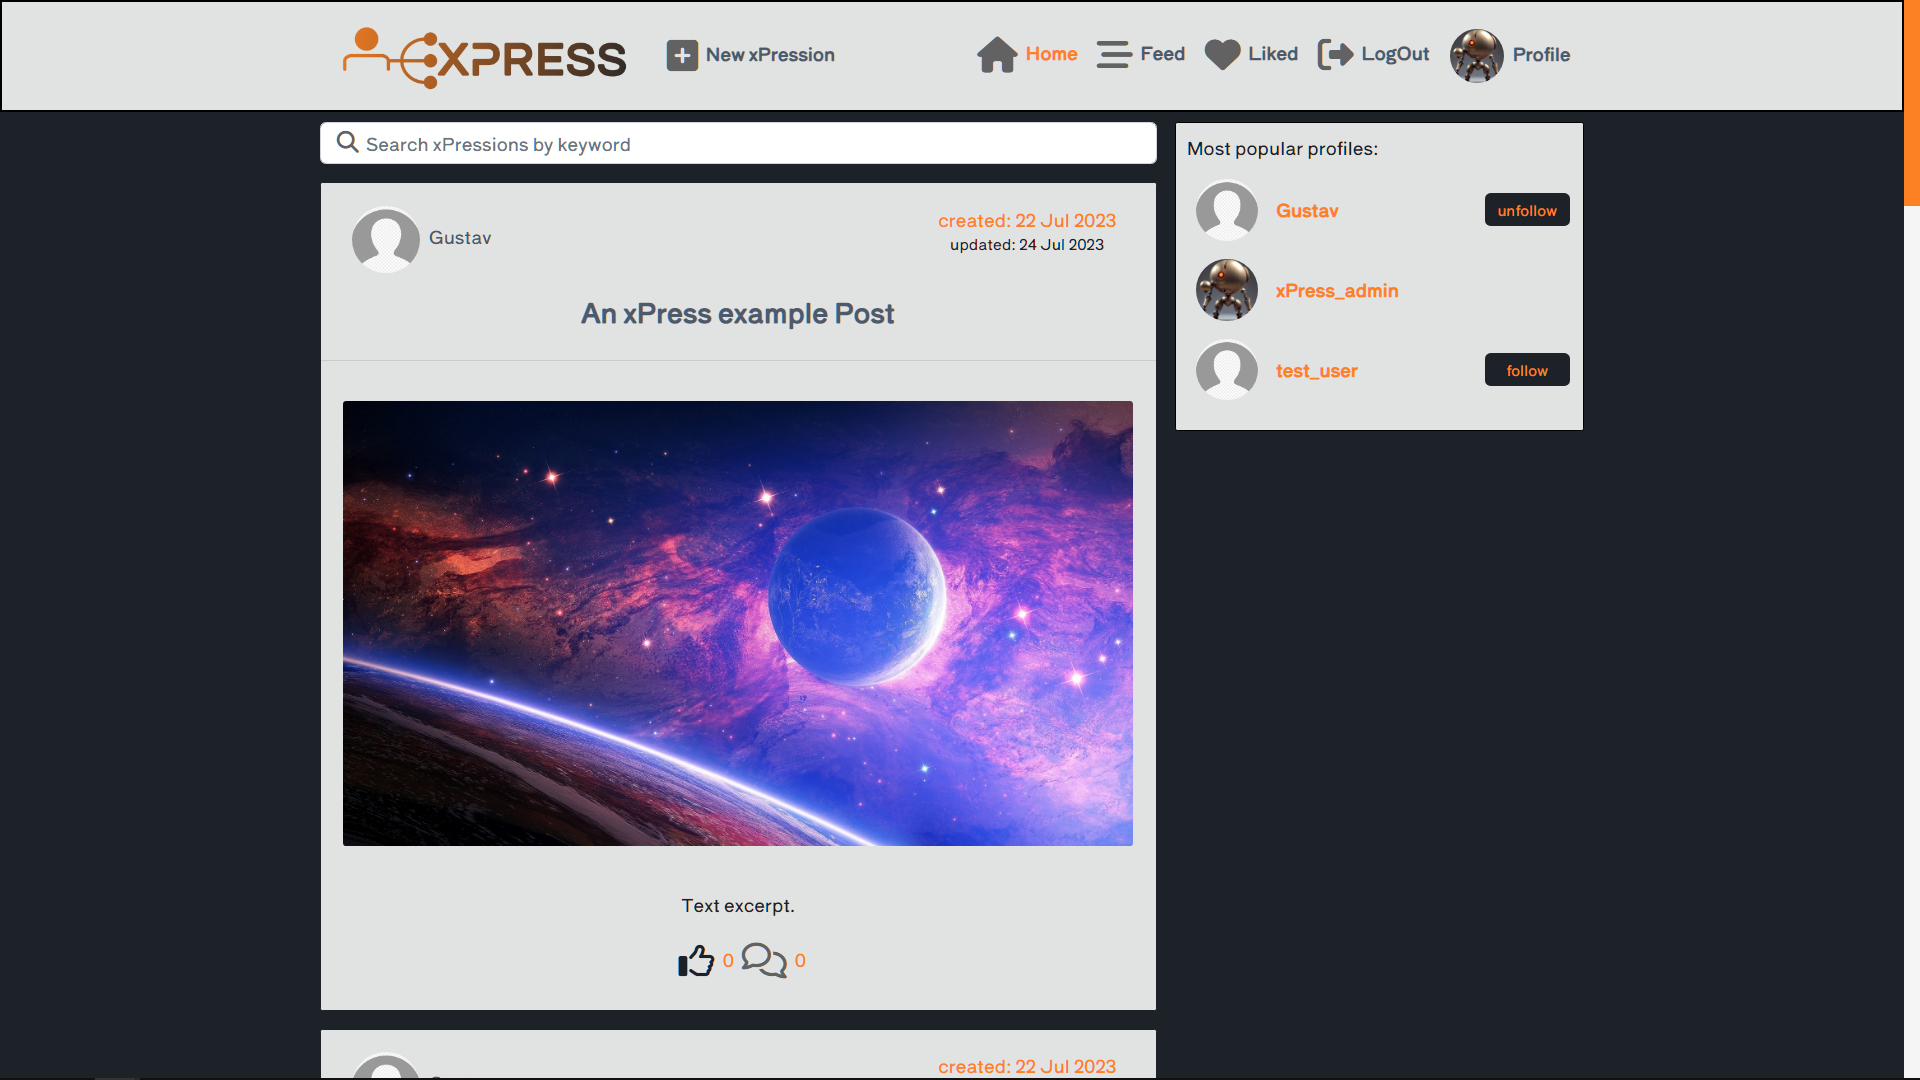 XPRESS
New xPression
Home
Feed
Liked
LogOut
Profile
Search xPressions by keyword
Gustav
created: 22 Jul 2023
updated: 24 Jul 2023
An xPress example Post
Text excerpt.
0
0
created: 22 Jul 2023
Most popular profiles:
Gustav
unfollow
xPress_admin
test_user
follow